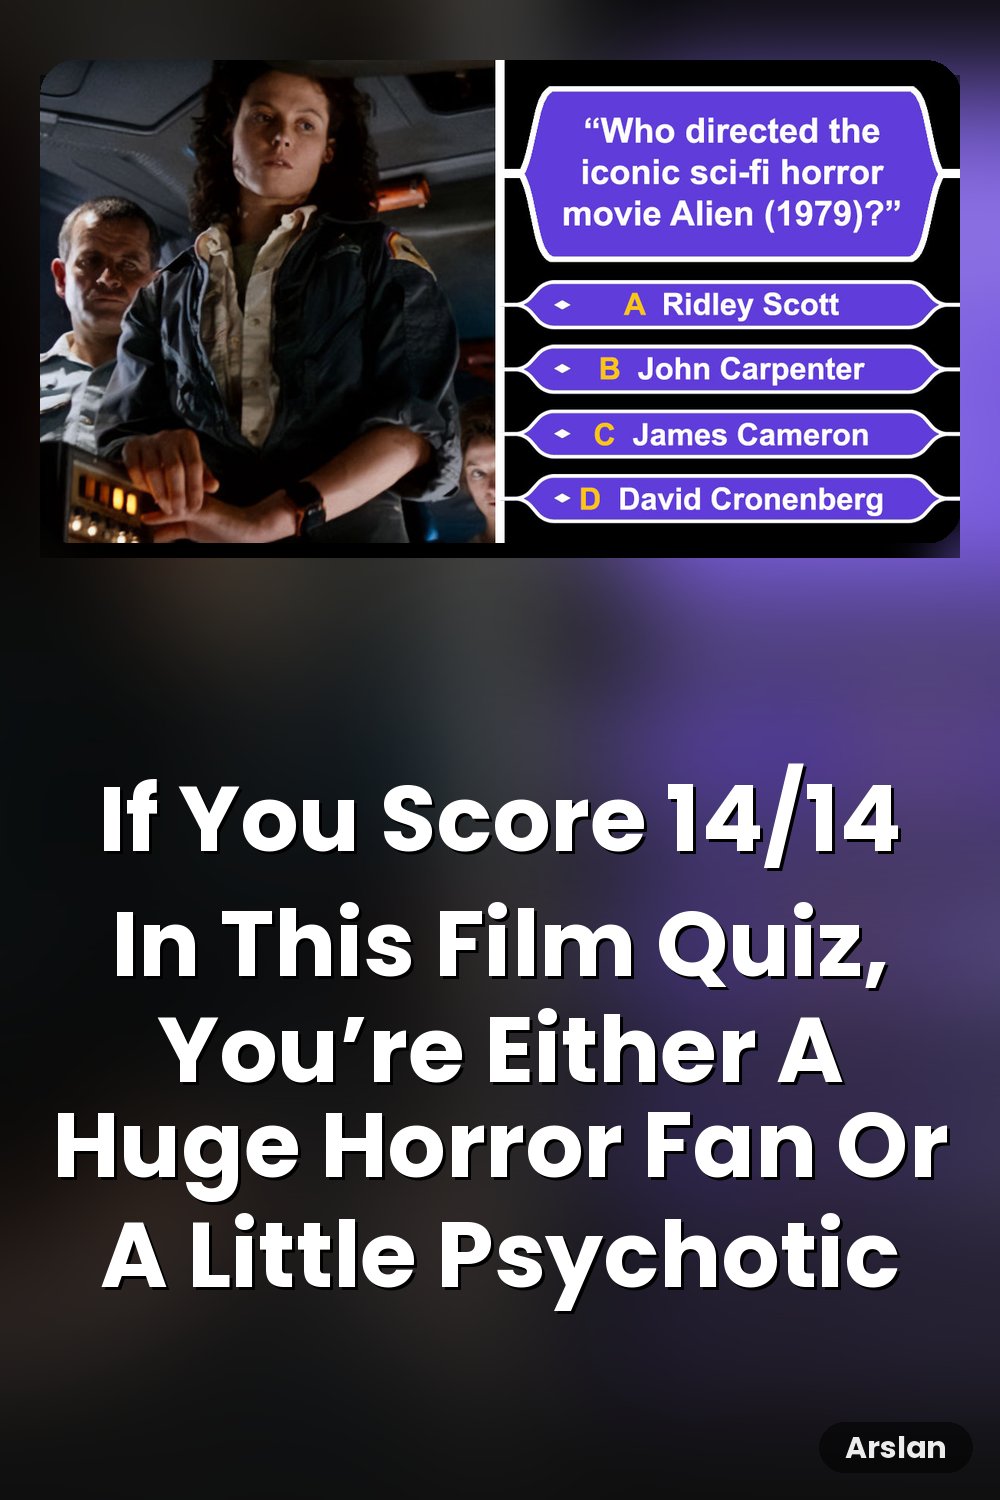 “Who directed the
iconic sci-fi horror
movie Alien (1979)?”
A Ridley Scott
B John Carpenter
C James Cameron
D David Cronenberg
If You Score 14/14
In This Film Quiz,
You’re Either A
Huge Horror Fan Or
A Little Psychotic
Arslan